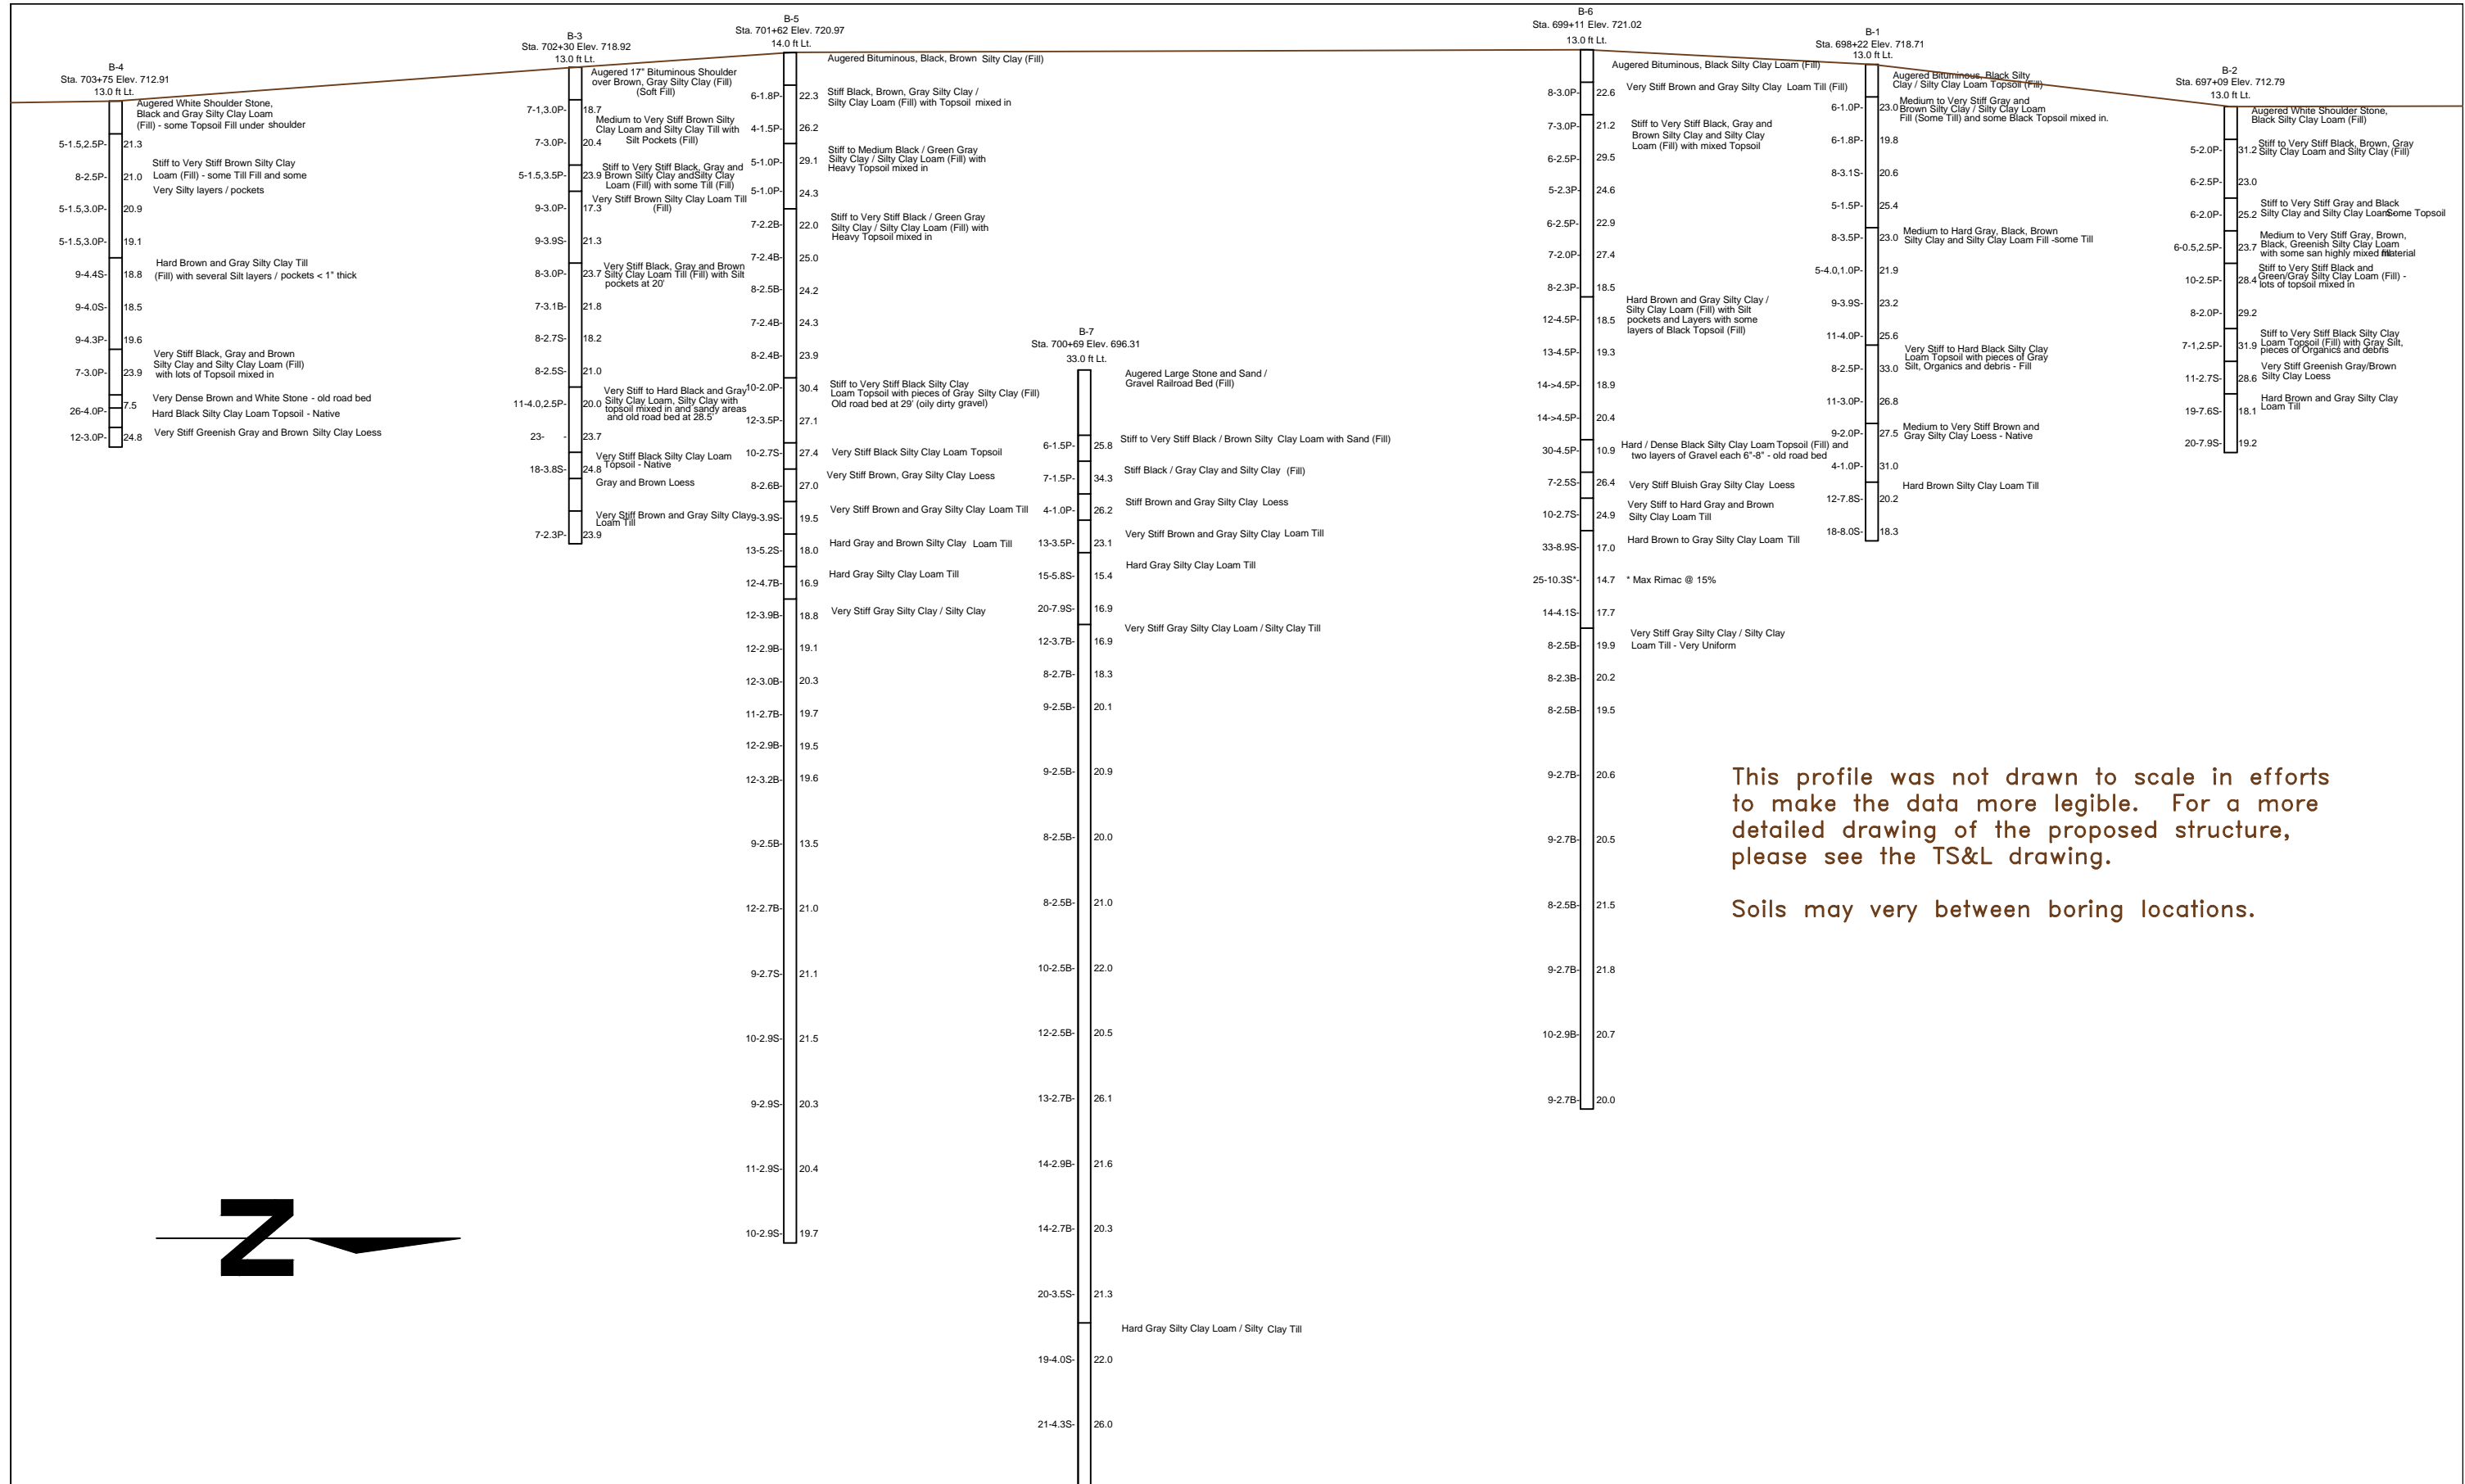 B-4
Sta. 703+75 Elev. 712.91
13.0 ft Lt.
Augered White Shoulder Stone,
Black and Gray Silty Clay Loam
(Fill) - some Topsoil Fill under shoulder
5-1.5,2.5P- 21.3
Stiff to Very Stiff Brown Silty Clay
8-2.5P- 21.0 Loam (Fill) - some Till Fill and some
Very Silty layers / pockets
5-1.5,3.0P- 20.9
5-1.5,3.0P- 19.1
Hard Brown and Gray Silty Clay Till
9-4.4S- 18.8 (Fill) with several Silt layers / pockets < 1" thick
9-4.0S- 18.5
9-4.3P- 19.6
Very Stiff Black, Gray and Brown
Silty Clay and Silty Clay Loam (Fill)
7-3.0P- 23.9 with lots of Topsoil mixed in
Very Dense Brown and White Stone - old road bed
7.5
26-4.0P- Hard Black Silty Clay Loam Topsoil - Native
12-3.0P- 24.8 Very Stiff Greenish Gray and Brown Silty Clay Loess
B-3
Sta. 702+30 Elev. 718.92
13.0 ft Lt.
Augered 17" Bituminous Shoulder
over Brown, Gray Silty Clay (Fill)
(Soft Fill)
7-1,3.0P- 18.7
Medium to Very Stiff Brown Silty
Clay Loam and Silty Clay Till with
Silt Pockets (Fill)
7-3.0P- 20.4
Stiff to Very Stiff Black, Gray and
5-1.5,3.5P- 23.9 Brown Silty Clay andSilty Clay
Loam (Fill) with some Till (Fill)
Very Stiff Brown Silty Clay Loam Till
9-3.0P- 17.3 (Fill)
9-3.9S- 21.3
Very Stiff Black, Gray and Brown
8-3.0P- 23.7 Silty Clay Loam Till (Fill) with Silt
pockets at 20'
7-3.1B- 21.8
8-2.7S- 18.2
8-2.5S- 21.0
Very Stiff to Hard Black and Gray
Silty Clay Loam, Silty Clay with
11-4.0,2.5P- 20.0 topsoil mixed in and sandy areas
and old road bed at 28.5'
23- - 23.7
Very Stiff Black Silty Clay Loam
18-3.8S- 24.8 Topsoil - Native
Gray and Brown Loess
Very Stiff Brown and Gray Silty Clay
Loam Till
7-2.3P- 23.9
B-5
Sta. 701+62 Elev. 720.97
14.0 ft Lt.
Augered Bituminous, Black, Brown Silty Clay (Fill)
6-1.8P- 22.3 Stiff Black, Brown, Gray Silty Clay /
Silty Clay Loam (Fill) with Topsoil mixed in
4-1.5P- 26.2
Stiff to Medium Black / Green Gray
5-1.0P- 29.1 Silty Clay / Silty Clay Loam (Fill) with
Heavy Topsoil mixed in
5-1.0P- 24.3
Stiff to Very Stiff Black / Green Gray
7-2.2B- 22.0 Silty Clay / Silty Clay Loam (Fill) with
Heavy Topsoil mixed in
7-2.4B- 25.0
8-2.5B- 24.2
7-2.4B- 24.3
8-2.4B- 23.9
10-2.0P- 30.4 Stiff to Very Stiff Black Silty Clay
Loam Topsoil with pieces of Gray Silty Clay (Fill)
Old road bed at 29' (oily dirty gravel)
12-3.5P- 27.1
10-2.7S- 27.4 Very Stiff Black Silty Clay Loam Topsoil
8-2.6B- 27.0 Very Stiff Brown, Gray Silty Clay Loess
9-3.9S- 19.5 Very Stiff Brown and Gray Silty Clay Loam Till
13-5.2S- 18.0 Hard Gray and Brown Silty Clay Loam Till
12-4.7B- 16.9 Hard Gray Silty Clay Loam Till
12-3.9B- 18.8 Very Stiff Gray Silty Clay / Silty Clay
12-2.9B- 19.1
12-3.0B- 20.3
11-2.7B- 19.7
12-2.9B- 19.5
12-3.2B- 19.6
9-2.5B- 13.5
12-2.7B- 21.0
9-2.7S- 21.1
10-2.9S- 21.5
9-2.9S- 20.3
11-2.9S- 20.4
10-2.9S- 19.7
B-7
Sta. 700+69 Elev. 696.31
33.0 ft Lt.
Augered Large Stone and Sand /
Gravel Railroad Bed (Fill)
6-1.5P- 25.8 Stiff to Very Stiff Black / Brown Silty Clay Loam with Sand (Fill)
7-1.5P- 34.3 Stiff Black / Gray Clay and Silty Clay (Fill)
4-1.0P- 26.2 Stiff Brown and Gray Silty Clay Loess
13-3.5P- 23.1 Very Stiff Brown and Gray Silty Clay Loam Till
15-5.8S- 15.4 Hard Gray Silty Clay Loam Till
20-7.9S- 16.9
Very Stiff Gray Silty Clay Loam / Silty Clay Till
12-3.7B- 16.9
8-2.7B- 18.3
9-2.5B- 20.1
9-2.5B- 20.9
8-2.5B- 20.0
8-2.5B- 21.0
10-2.5B- 22.0
12-2.5B- 20.5
13-2.7B- 26.1
14-2.9B- 21.6
14-2.7B- 20.3
20-3.5S- 21.3
Hard Gray Silty Clay Loam / Silty Clay Till
19-4.0S- 22.0
21-4.3S- 26.0
B-6
Sta. 699+11 Elev. 721.02
13.0 ft Lt.
Augered Bituminous, Black Silty Clay Loam (Fill)
8-3.0P- 22.6 Very Stiff Brown and Gray Silty Clay Loam Till (Fill)
7-3.0P- 21.2 Stiff to Very Stiff Black, Gray and
Brown Silty Clay and Silty Clay
Loam (Fill) with mixed Topsoil
6-2.5P- 29.5
5-2.3P- 24.6
6-2.5P- 22.9
7-2.0P- 27.4
8-2.3P- 18.5
Hard Brown and Gray Silty Clay /
Silty Clay Loam (Fill) with Silt
12-4.5P- 18.5 pockets and Layers with some
layers of Black Topsoil (Fill)
13-4.5P- 19.3
14->4.5P- 18.9
14->4.5P- 20.4
30-4.5P- 10.9 Hard / Dense Black Silty Clay Loam Topsoil (Fill) and
two layers of Gravel each 6"-8" - old road bed
7-2.5S- 26.4 Very Stiff Bluish Gray Silty Clay Loess
Very Stiff to Hard Gray and Brown
10-2.7S- 24.9 Silty Clay Loam Till
33-8.9S- 17.0 Hard Brown to Gray Silty Clay Loam Till
25-10.3S*- 14.7 * Max Rimac @ 15%
14-4.1S- 17.7
Very Stiff Gray Silty Clay / Silty Clay
8-2.5B- 19.9 Loam Till - Very Uniform
8-2.3B- 20.2
8-2.5B- 19.5
9-2.7B- 20.6
9-2.7B- 20.5
8-2.5B- 21.5
9-2.7B- 21.8
10-2.9B- 20.7
9-2.7B- 20.0
B-1
Sta. 698+22 Elev. 718.71
13.0 ft Lt.
Augered Bituminous, Black Silty
Clay / Silty Clay Loam Topsoil (Fill)
Medium to Very Stiff Gray and
6-1.0P- 23.0 Brown Silty Clay / Silty Clay Loam
Fill (Some Till) and some Black Topsoil mixed in.
6-1.8P- 19.8
8-3.1S- 20.6
5-1.5P- 25.4
8-3.5P- 23.0 Medium to Hard Gray, Black, Brown
Silty Clay and Silty Clay Loam Fill -some Till
5-4.0,1.0P- 21.9
9-3.9S- 23.2
11-4.0P- 25.6
Very Stiff to Hard Black Silty Clay
Loam Topsoil with pieces of Gray
8-2.5P- 33.0 Silt, Organics and debris - Fill
11-3.0P- 26.8
Medium to Very Stiff Brown and
9-2.0P- 27.5 Gray Silty Clay Loess - Native
4-1.0P- 31.0
Hard Brown Silty Clay Loam Till
12-7.8S- 20.2
18-8.0S- 18.3
B-2
Sta. 697+09 Elev. 712.79
13.0 ft Lt.
Augered White Shoulder Stone,
Black Silty Clay Loam (Fill)
5-2.0P- 31.2 Stiff to Very Stiff Black, Brown, Gray
Silty Clay Loam and Silty Clay (Fill)
6-2.5P- 23.0
Stiff to Very Stiff Gray and Black
6-2.0P- 25.2 Silty Clay and Silty Clay Loam- Some Topsoil
Medium to Very Stiff Gray, Brown,
6-0.5,2.5P- 23.7 Black, Greenish Silty Clay Loam
with some san highly mixed material fill
Stiff to Very Stiff Black and
10-2.5P- 28.4 Green/Gray Silty Clay Loam (Fill) -
lots of topsoil mixed in
8-2.0P- 29.2
Stiff to Very Stiff Black Silty Clay
7-1,2.5P- 31.9 Loam Topsoil (Fill) with Gray Silt,
pieces of Organics and debris
Very Stiff Greenish Gray/Brown
11-2.7S- 28.6 Silty Clay Loess
Hard Brown and Gray Silty Clay
19-7.6S- 18.1 Loam Till
20-7.9S- 19.2
This profile was not drawn to scale in efforts
to make the data more legible. For a more
detailed drawing of the proposed structure,
please see the TS&L drawing.
Soils may very between boring locations.
N